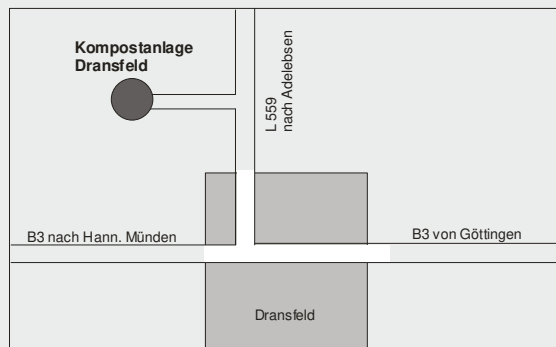 Kompostanlage
Dransfeld
L 559
nach Adelebsen
B3 nach Hann. Münden
B3 von Göttingen
Dransfeld